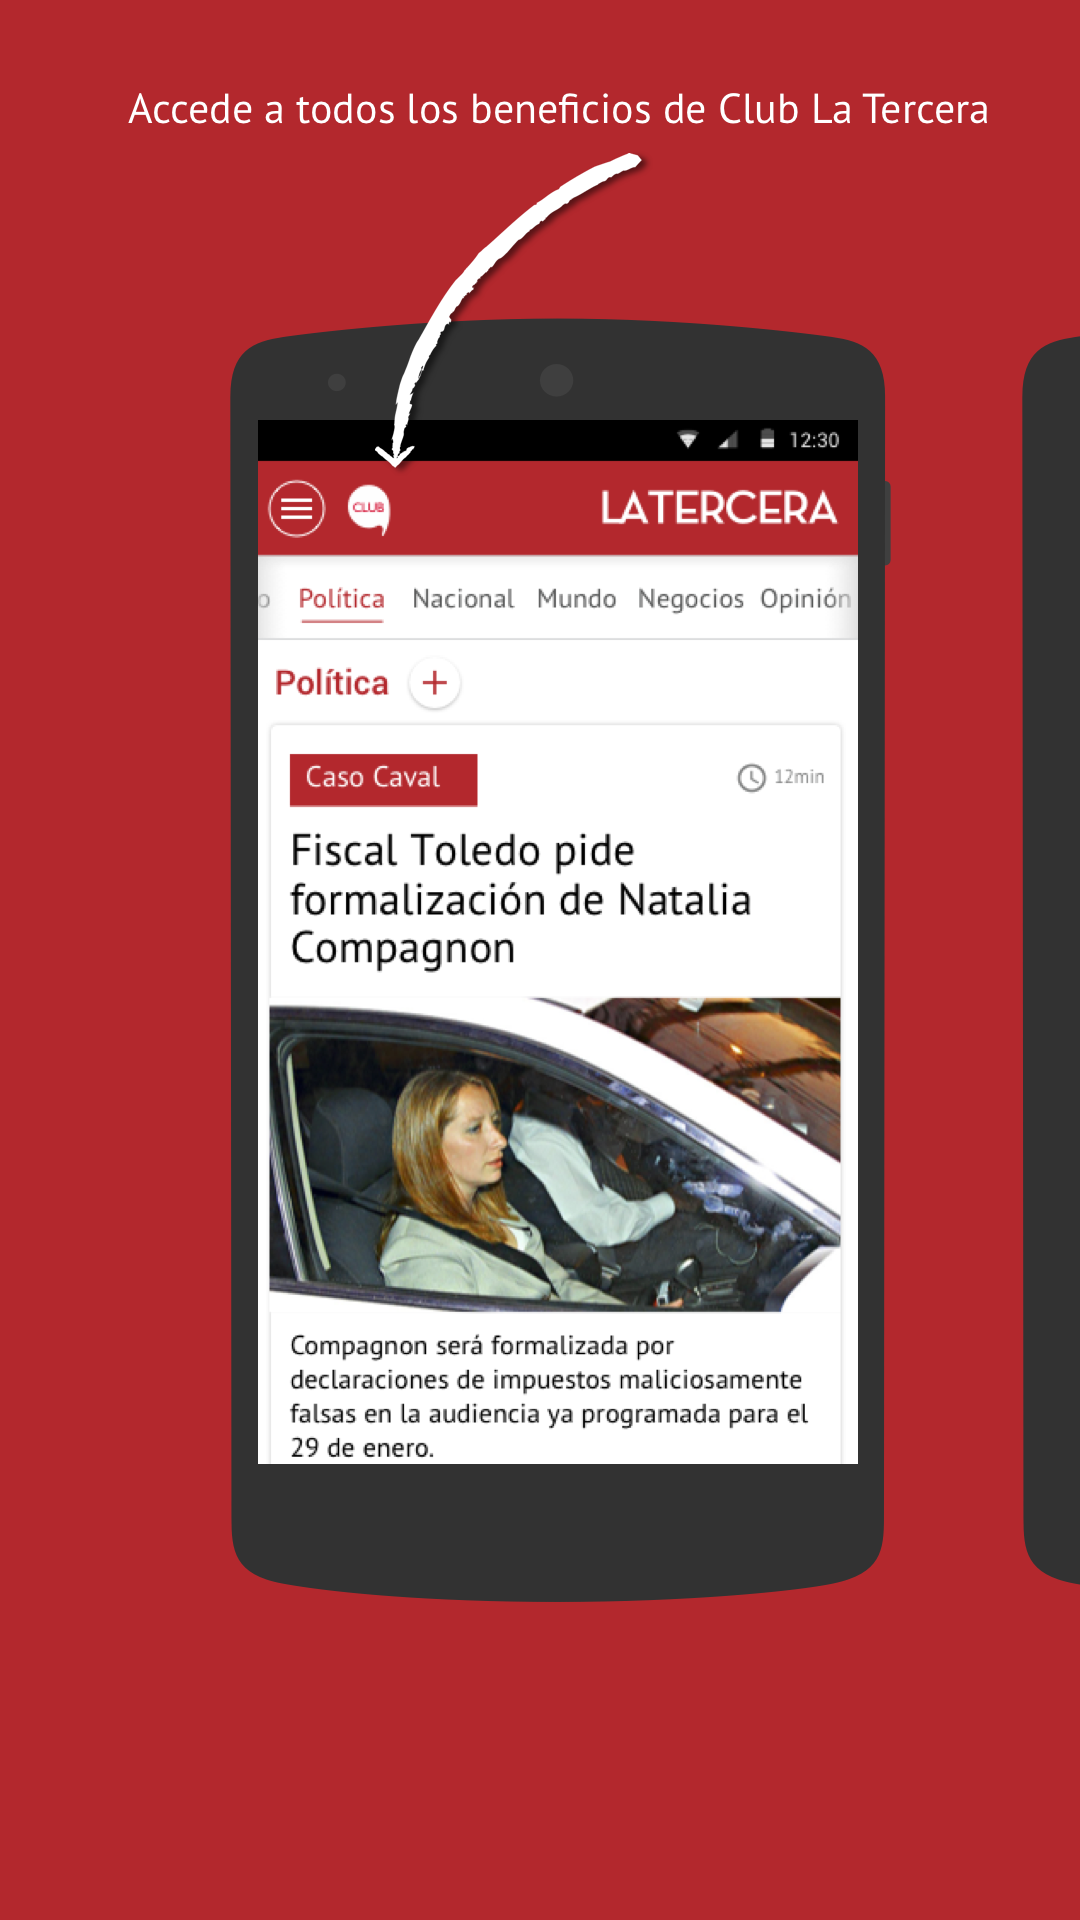 Accede a todos los beneficios de Club La Tercera
12:30
CLUB
LATERCERA
o Política Nacional Mundo Negocios Opinión
Política +
Caso Caval
12min
Fiscal Toledo pide
formalización de Natalia
Compagnon
Compagnon será formalizada por
declaraciones de impuestos maliciosamente
falsas en la audiencia ya programada para el
29 de enero.